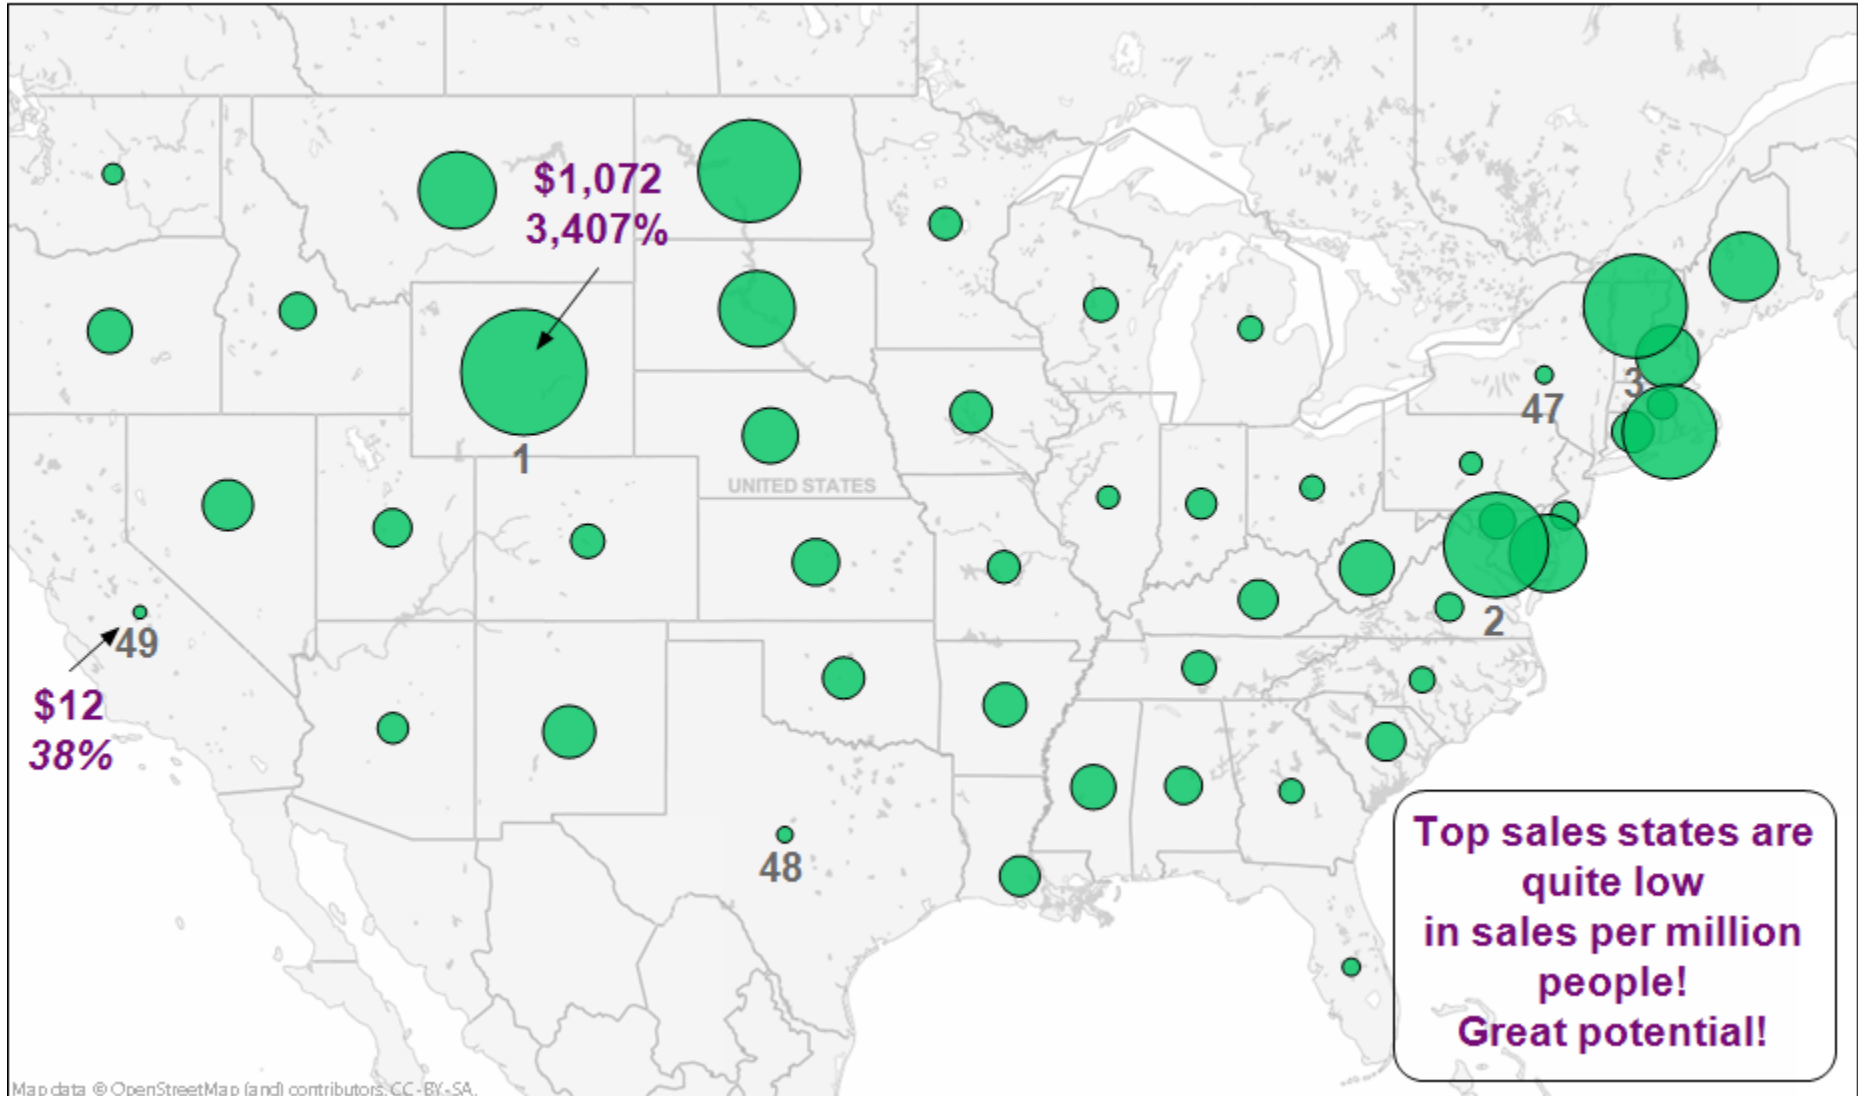 $1,072
3,407%
3
47
1
UNITED STATES
2
49
$12
38%
48
Top sales states are
quite low
in sales per million
people!
Great potential!
Map data © OpenStreetMap (and) contributors, CC-BY-SA.